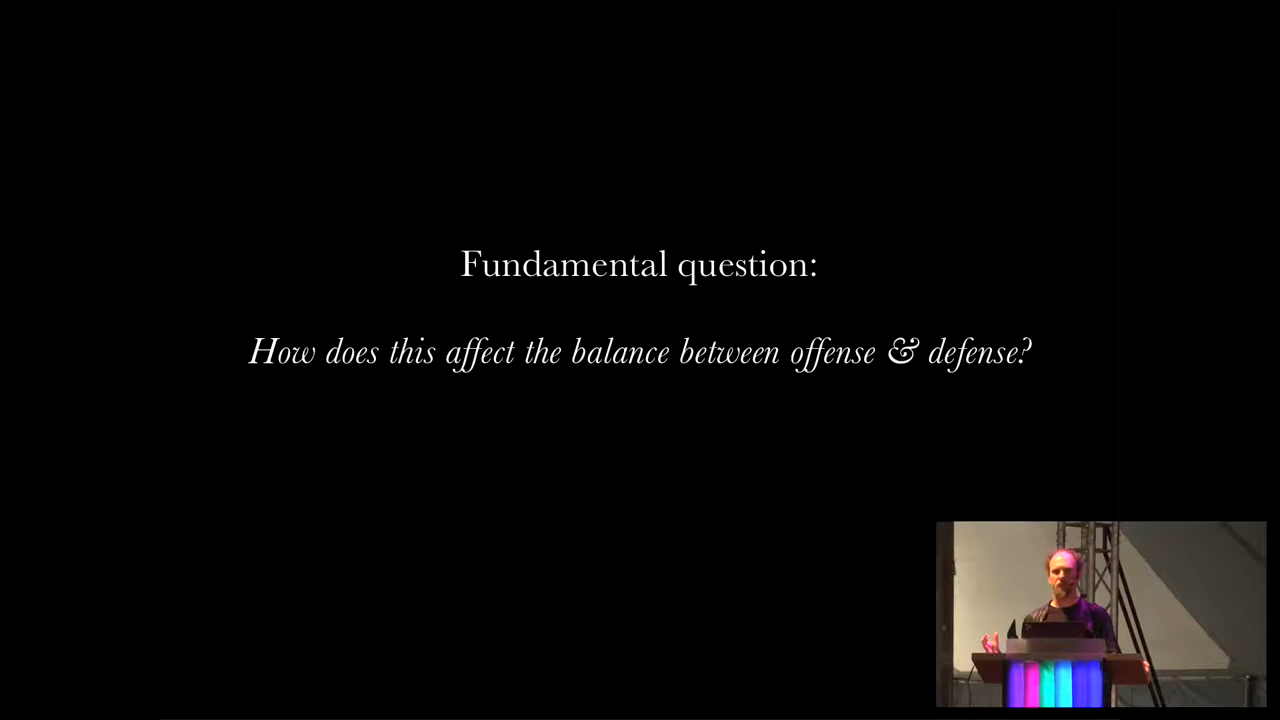 Fundamental question:
How does this affect the balance between offense & defense?